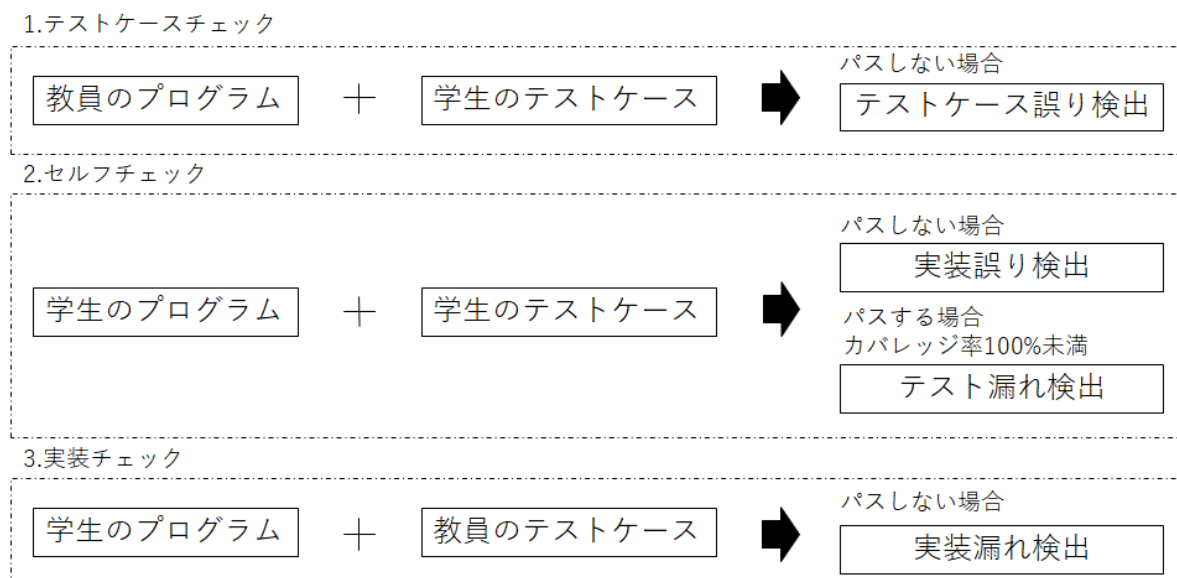 1.テストケースチェック
パスしない場合
教員のプログラム + 学生のテストケース テストケース誤り検出
2.セルフチェック
パスしない場合
実装誤り検出
学生のプログラム + 学生のテストケース
パスする場合
カバレッジ率100%未満
テスト漏れ検出
3.実装チェック
パスしない場合
学生のプログラム + 教員のテストケース 実装漏れ検出